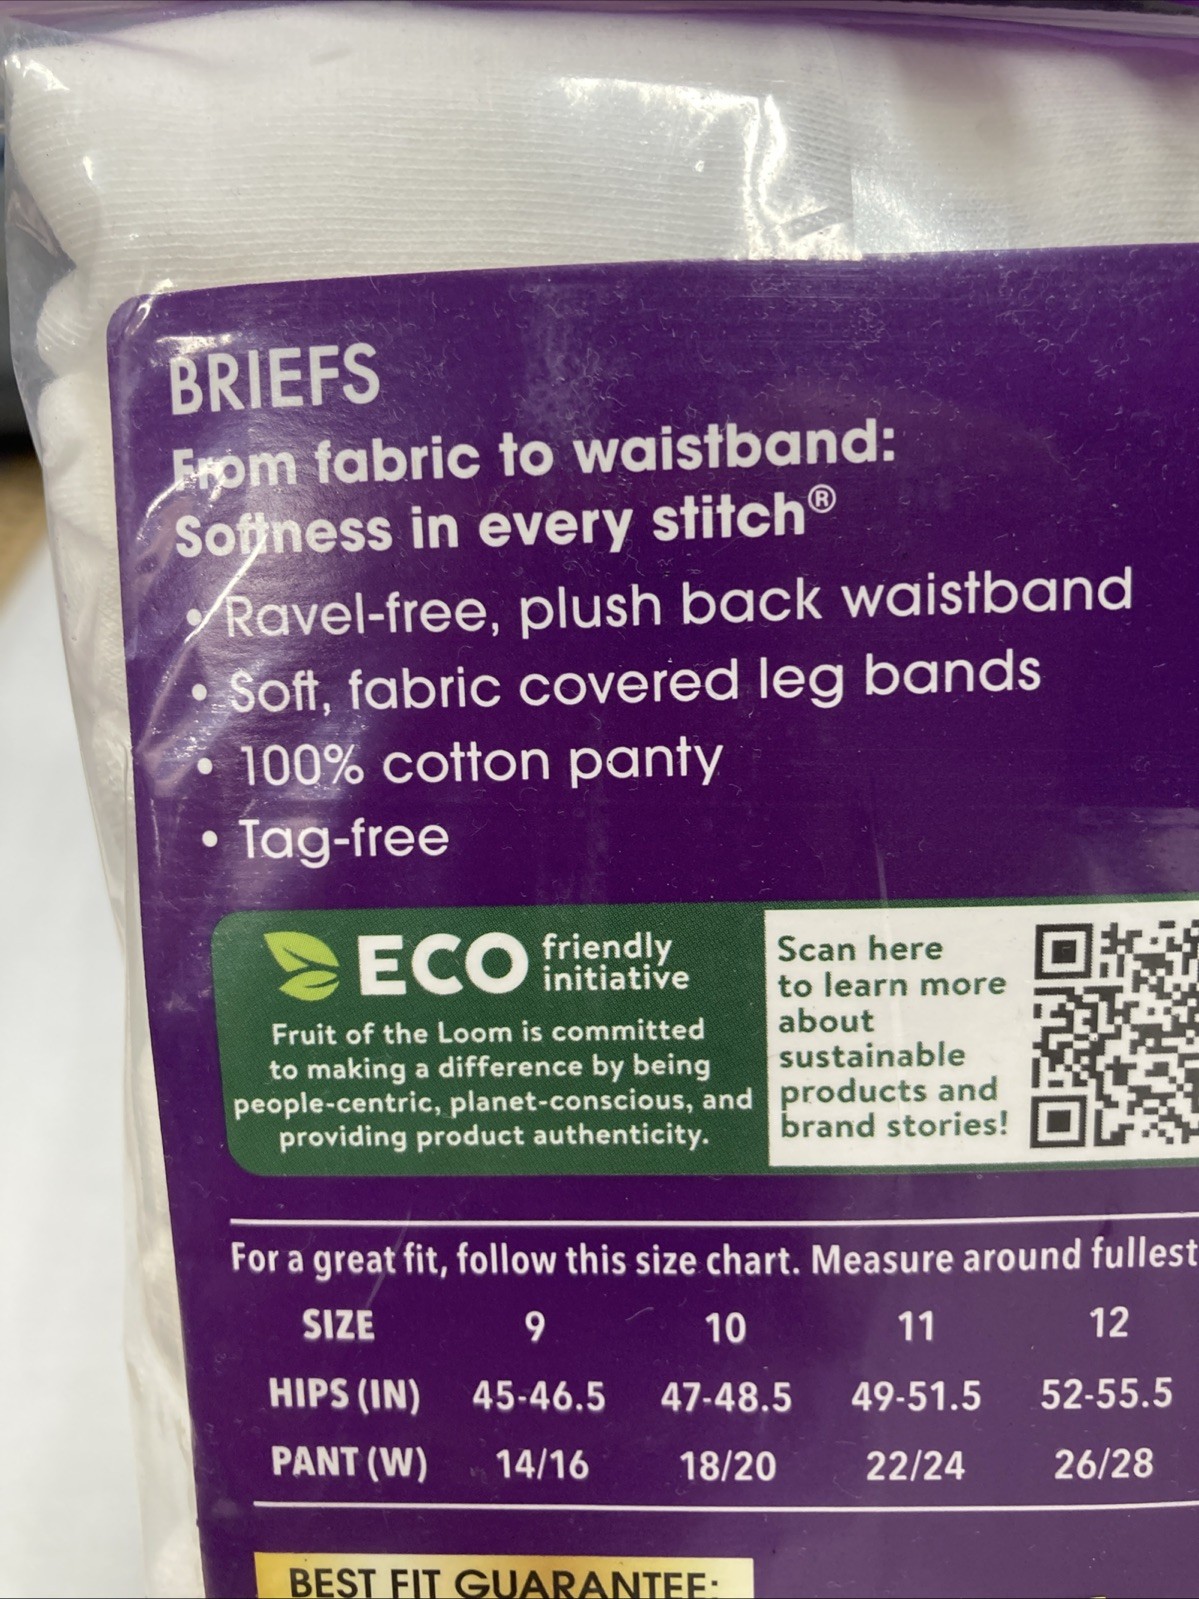 BRIEFS
From fabric to waistband:
Softness in every stitch®
• Ravel-free, plush back waistband
• Soft, fabric covered leg bands
• 100% cotton panty
• Tag-free
ECO friendly initiative
Fruit of the Loom is committed
to making a difference by being
people-centric, planet-conscious, and
providing product authenticity.
Scan here
to learn more
about
sustainable
products and
brand stories!
For a great fit, follow this size chart. Measure around fullest
SIZE 9 10 11 12
HIPS (IN) 45-46.5 47-48.5 49-51.5 52-55.5
PANT (W) 14/16 18/20 22/24 26/28
BEST FIT GUARANTEE: